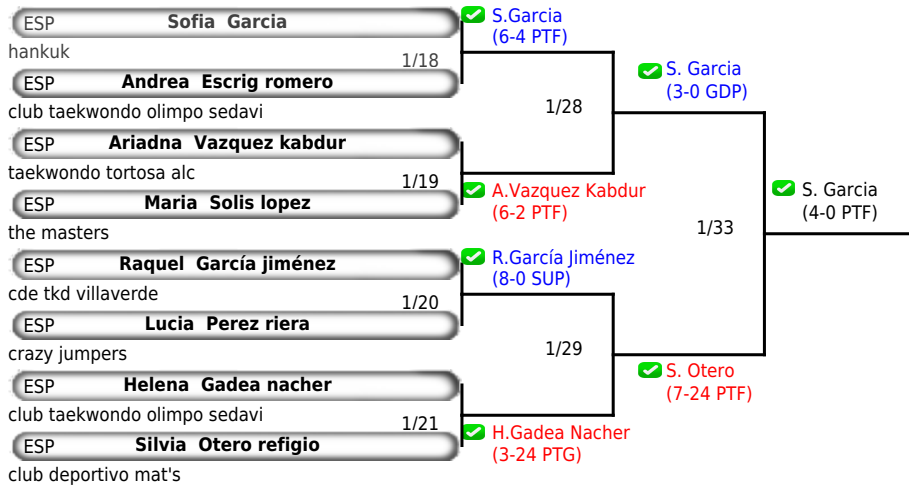 ESP Sofia Garcia
hankuk
1/18
ESP Andrea Escrig romero
club taekwondo olimpo sedavi
ESP Ariadna Vazquez kabdur
taekwondo tortosa alc
1/19
ESP Maria Solis lopez
the masters
ESP Raquel García jiménez
cde tkd villaverde
1/20
ESP Lucia Perez riera
crazy jumpers
ESP Helena Gadea nacher
club taekwondo olimpo sedavi
1/21
ESP Silvia Otero refigio
club deportivo mat's
S.Garcia
(6-4 PTF)
1/28
A.Vazquez Kabdur
(6-2 PTF)
R.García Jiménez
(8-0 SUP)
1/29
H.Gadea Nacher
(3-24 PTG)
S. Garcia
(3-0 GDP)
1/33
S. Otero
(7-24 PTF)
S. Garcia
(4-0 PTF)